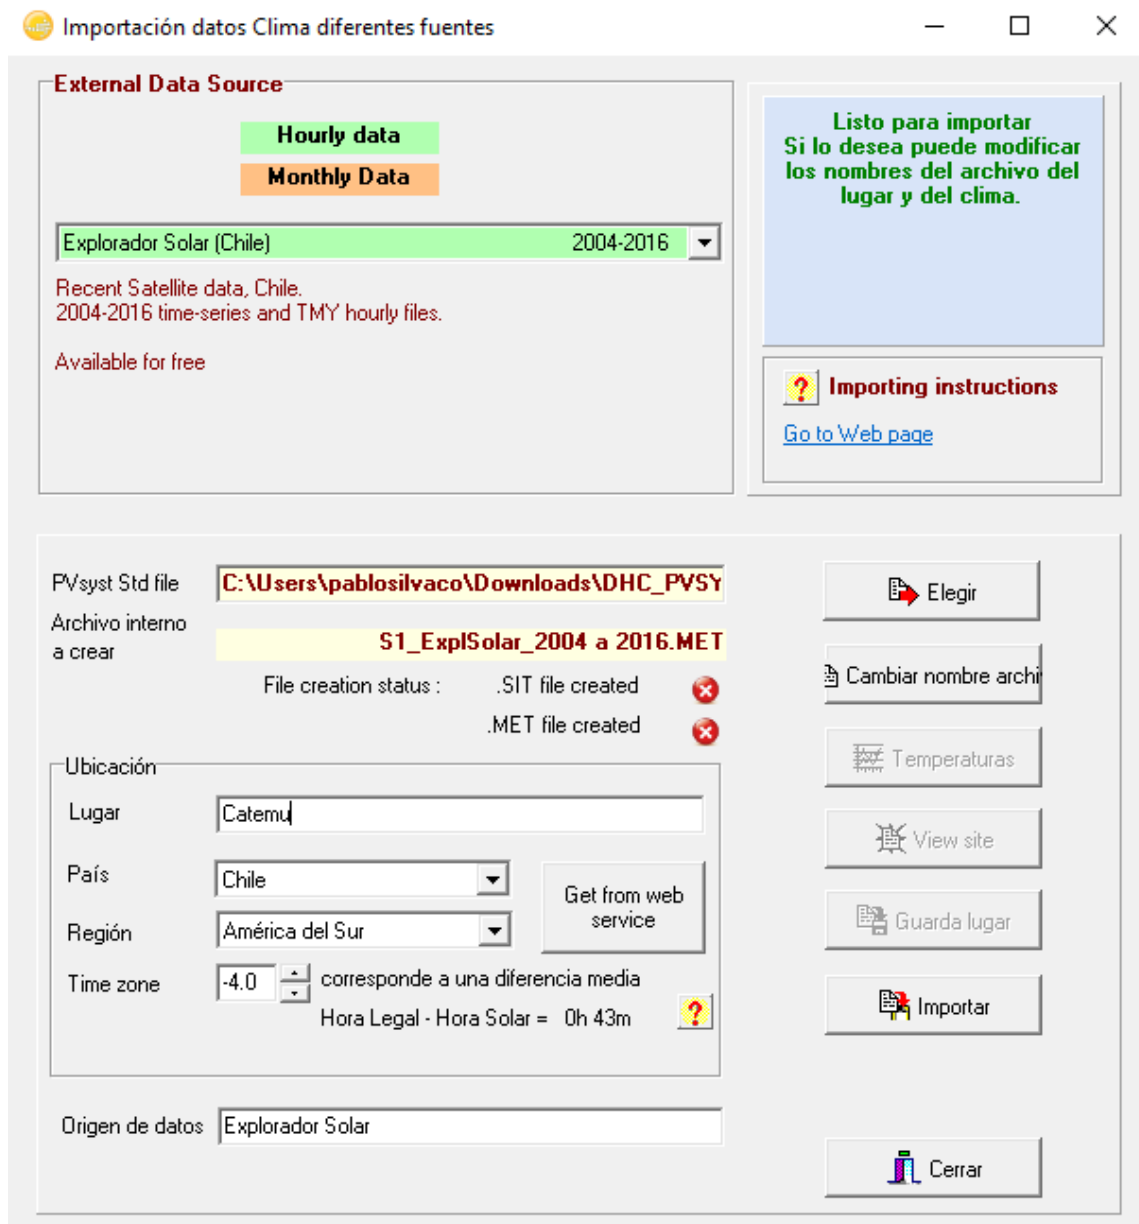 Importación datos Clima diferentes fuentes
External Data Source
Hourly data
Monthly Data
Explorador Solar (Chile) 2004-2016
Recent Satellite data, Chile.
2004-2016 time-series and TMY hourly files.
Available for free
Listo para importar
Si lo desea puede modificar
los nombres del archivo del
lugar y del clima.
? Importing instructions
Go to Web page
PVsyst Std file C:\Users\pablosilvaco\Downloads\DHC_PVSY
Archivo interno
a crear
S1_ExplSolar_2004 a 2016.MET
File creation status : .SIT file created
.MET file created
Ubicación
Lugar Catemu
País Chile
Región América del Sur
Get from web
service
Time zone -4.0 corresponde a una diferencia media
Hora Legal - Hora Solar = 0h 43m ?
Origen de datos Explorador Solar
Elegir
Cambiar nombre archi
Temperaturas
View site
Guarda lugar
Importar
Cerrar